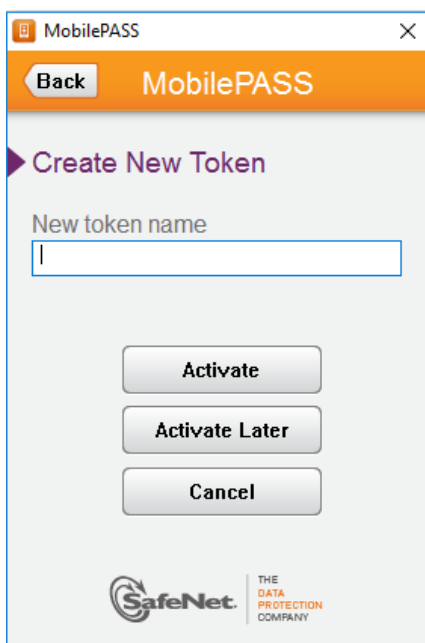 MobilePASS
Back
MobilePASS
Create New Token
New token name
Activate
Activate Later
Cancel
SafeNet.
THE
DATA
PROTECTION
COMPANY